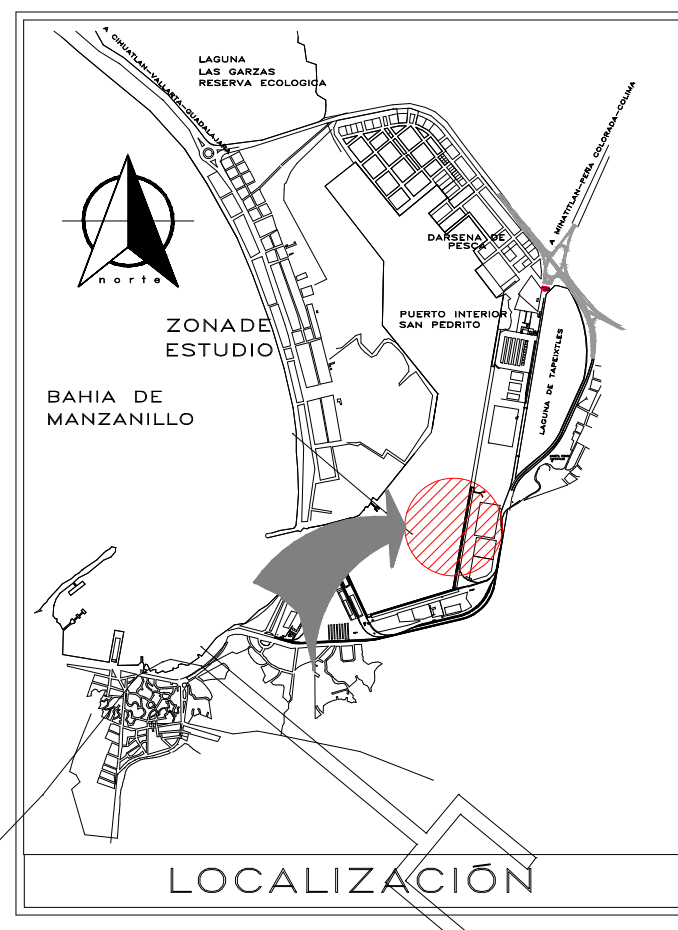 A CIHUATLAN-VALLARTA-GUADALAJARA
LAGUNA
LAS GARZAS
RESERVA ECOLOGICA
A MINATITLAN-PEÑA COLORADA-COLIMA
DARSENA DE
PESCA
norte
PUERTO INTERIOR
SAN PEDRITO
ZONA DE
ESTUDIO
LAGUNA DE TAPEIXTLES
BAHIA DE
MANZANILLO
LOCALIZACIÓN